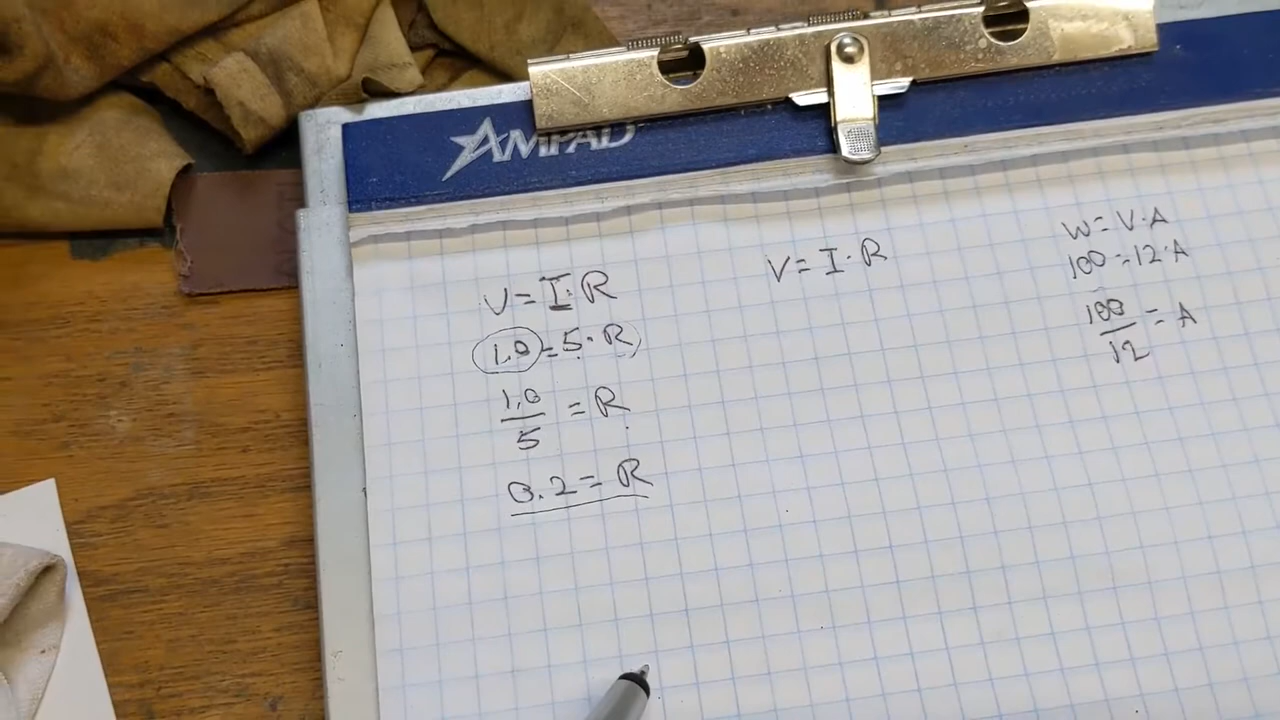 AMPAD
V = I · R
1.0 = 5 · R
1.0
5
= R
0.2 = R
V = I · R
W = V · A
100 = 12 · A
100
12
= A